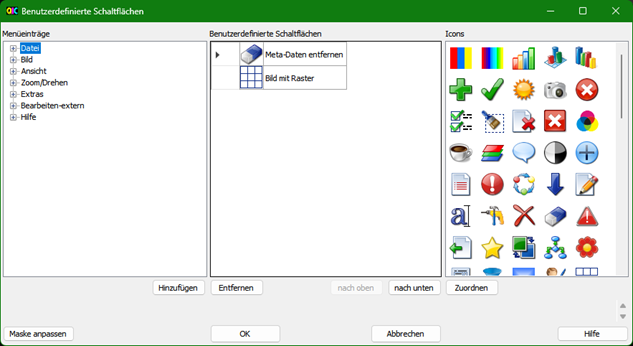 Benutzerdefinierte Schaltflächen
Menüeinträge
Benutzerdefinierte Schaltflächen
Icons
Datei
Bild
Ansicht
Zoom/Drehen
Extras
Bearbeiten-extern
Hilfe
Meta-Daten entfernen
Bild mit Raster
Hinzufügen
Entfernen
nach oben
nach unten
Zuordnen
Maske anpassen
OK
Abbrechen
Hilfe